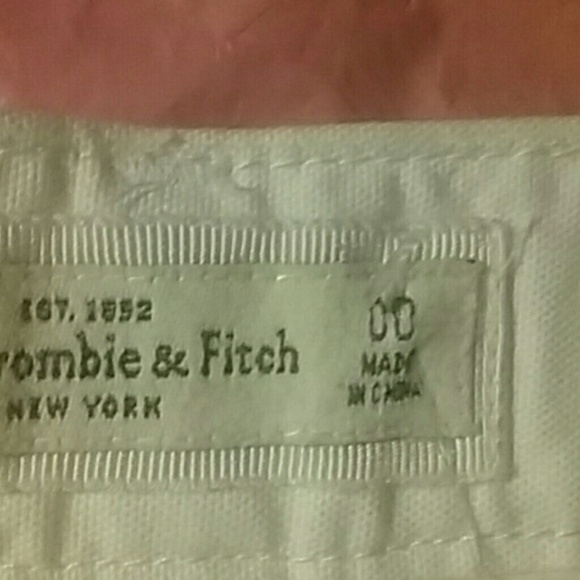 EST. 1892
rombie & Fitch
NEW YORK
00
MADE
IN CHINA